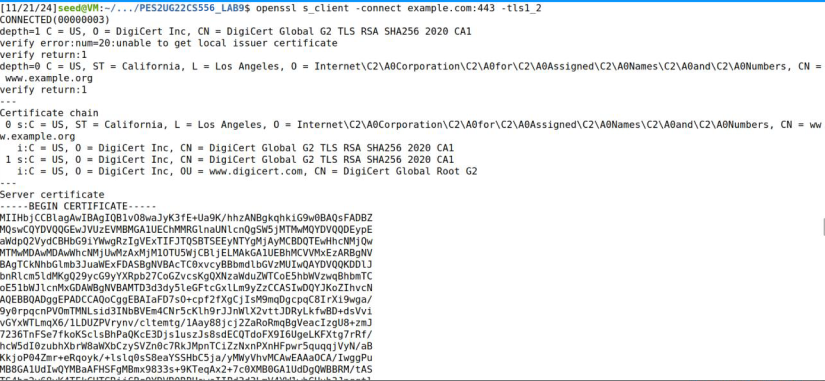 [11/21/24]seed@VM:~/.../PES2UG22CS556_LAB9$ openssl s_client -connect example.com:443 -tls1_2
CONNECTED(00000003)
depth=1 C = US, O = DigiCert Inc, CN = DigiCert Global G2 TLS RSA SHA256 2020 CA1
verify error:num=20:unable to get local issuer certificate
verify return:1
depth=0 C = US, ST = California, L = Los Angeles, O = Internet\C2\A0Corporation\C2\A0for\C2\A0Assigned\C2\A0Names\C2\A0and\C2\A0Numbers, CN =
www.example.org
verify return:1
---
Certificate chain
0 s:C = US, ST = California, L = Los Angeles, O = Internet\C2\A0Corporation\C2\A0for\C2\A0Assigned\C2\A0Names\C2\A0and\C2\A0Numbers, CN = ww
w.example.org
i:C = US, O = DigiCert Inc, CN = DigiCert Global G2 TLS RSA SHA256 2020 CA1
1 s:C = US, O = DigiCert Inc, CN = DigiCert Global G2 TLS RSA SHA256 2020 CA1
i:C = US, O = DigiCert Inc, OU = www.digicert.com, CN = DigiCert Global Root G2
---
Server certificate
-----BEGIN CERTIFICATE-----
MIIHbjCCBlagAwIBAgIQB1vO8waJyK3fE+Ua9K/hhzANBgkqhkiG9w0BAQsFADBZ
MQswCQYDVQQGEwJVUzEVMBMGA1UEChMMRGlnaUNlcnQgSW5jMTMwMQYDVQQDEypE
aWdpQ2VydCBHbG9iYWwgRzIgVExTIFJTQSBTSEEyNTYgMjAyMCBDQTEwHhcNMjQw
MTMwMDAwMDAwWhcNMjUwMzAxMjM1OTU5WjCBljELMAkGA1UEBhMCVVMxEzARBgNV
BAgTCkNhbGlmb3JuaWExFDASBgNVBAcTC0xvcyBBbmdlbGVzMUIwQAYDVQQKDDlJ
bnRlcm5ldMKgQ29ycG9yYXRpb27CoGZvcsKgQXNzaWduZWTCoE5hbWVzwqBhbmTC
oE51bWJlcnMxGDAWBgNVBAMTD3d3dy5leGFtcGxlLm9yZzCCASIwDQYJKoZIhvcN
AQEBBQADggEPADCCAQoCggEBAIaFD7sO+cpf2fXgCjIsM9mqDgcpqC8IrXi9wga/
9y0rpqcnPVOmTMNLsid3INbBVEm4CNr5cKlh9rJJnWlX2vttJDRyLkfwBD+dsVvi
vGYxWTLmqX6/1LDUZPVrynv/cltemtg/1Aay88jcj2ZaRoRmqBgVeacIzgU8+zmJ
7236TnFSe7fkoKSclsBhPaQKcE3Djs1uszJs8sdECQTdoFX9I6UgeLKFXtg7rRf/
hcW5dI0zubhXbrW8aWXbCzySVZn0c7RkJMpnTCiZzNxnPXnHFpwr5quqqjVyN/aB
KkjoP04Zmr+eRqoyk/+lslq0sS8eaYSSHbC5ja/yMWyVhvMCAwEAAaOCA/IwggPu
MB8GA1UdIwQYMBaAFHSFgMBmx9833s+9KTeqAx2+7c0XMB0GA1UdDgQWBBRM/tAS